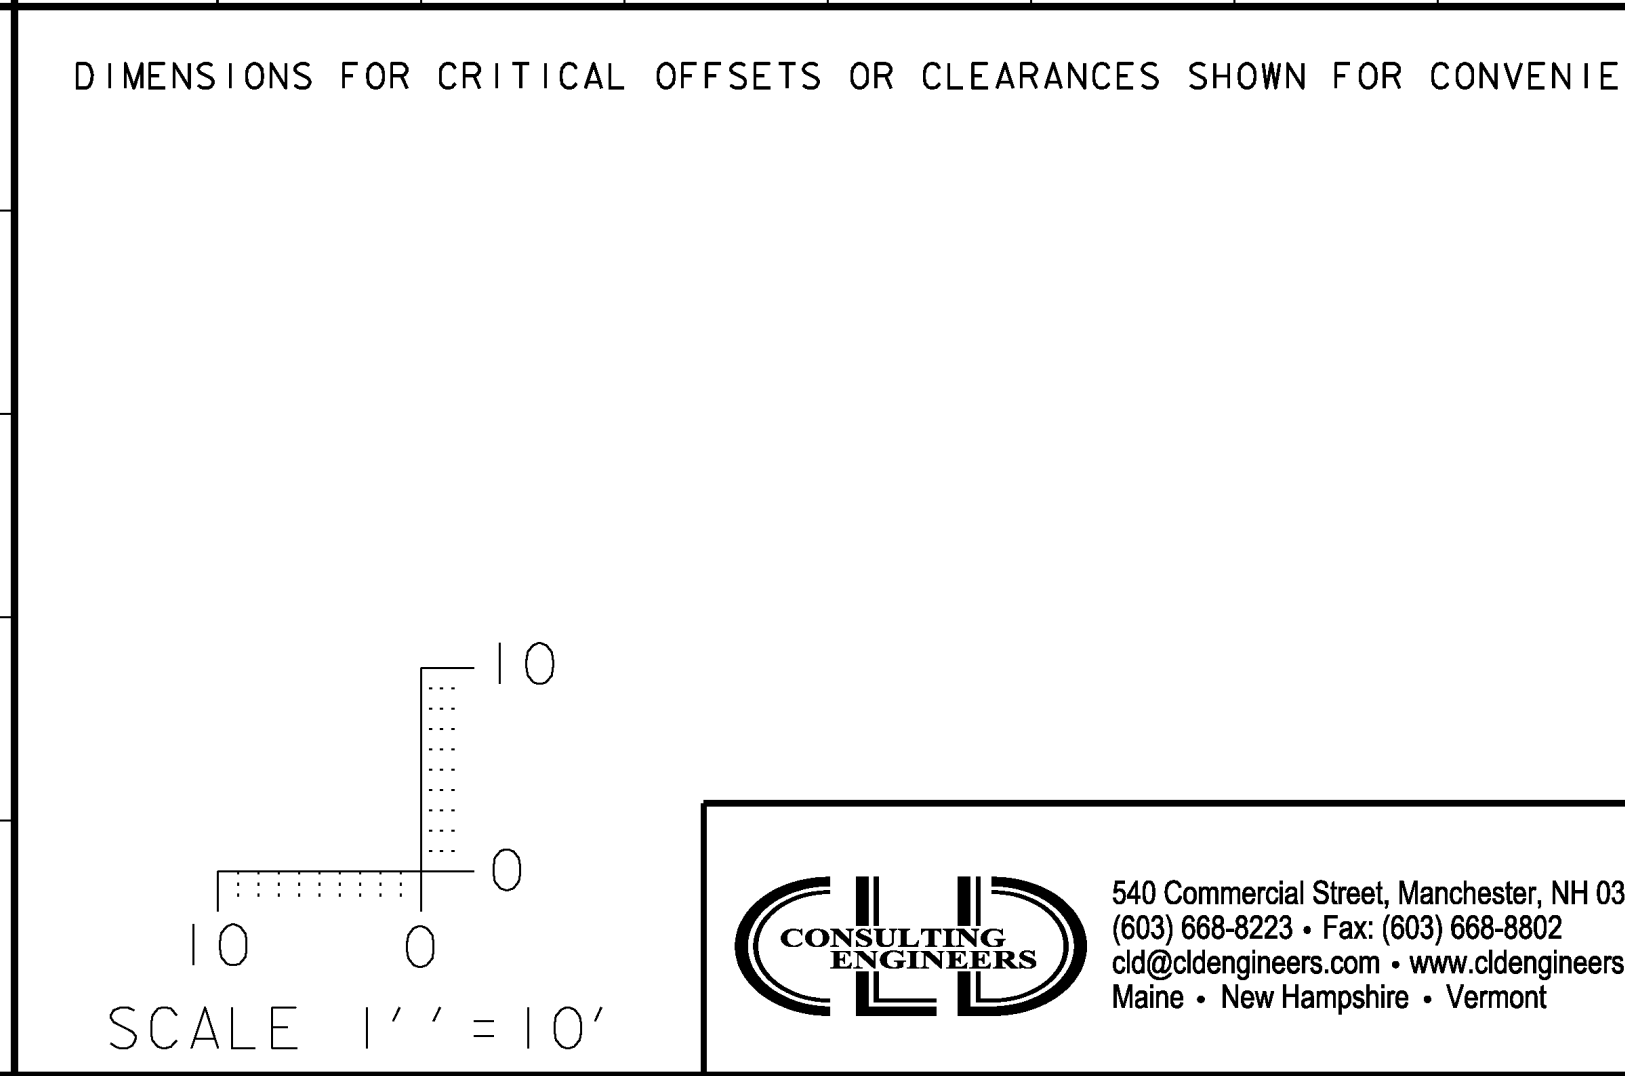 DIMENSIONS FOR CRITICAL OFFSETS OR CLEARANCES SHOWN FOR CONVENIE
10
0
10 0
SCALE 1''=10'
CLD
CONSULTING
ENGINEERS
540 Commercial Street, Manchester, NH 03
(603) 668-8223 • Fax: (603) 668-8802
cld@cldengineers.com • www.cldengineers
Maine • New Hampshire • Vermont